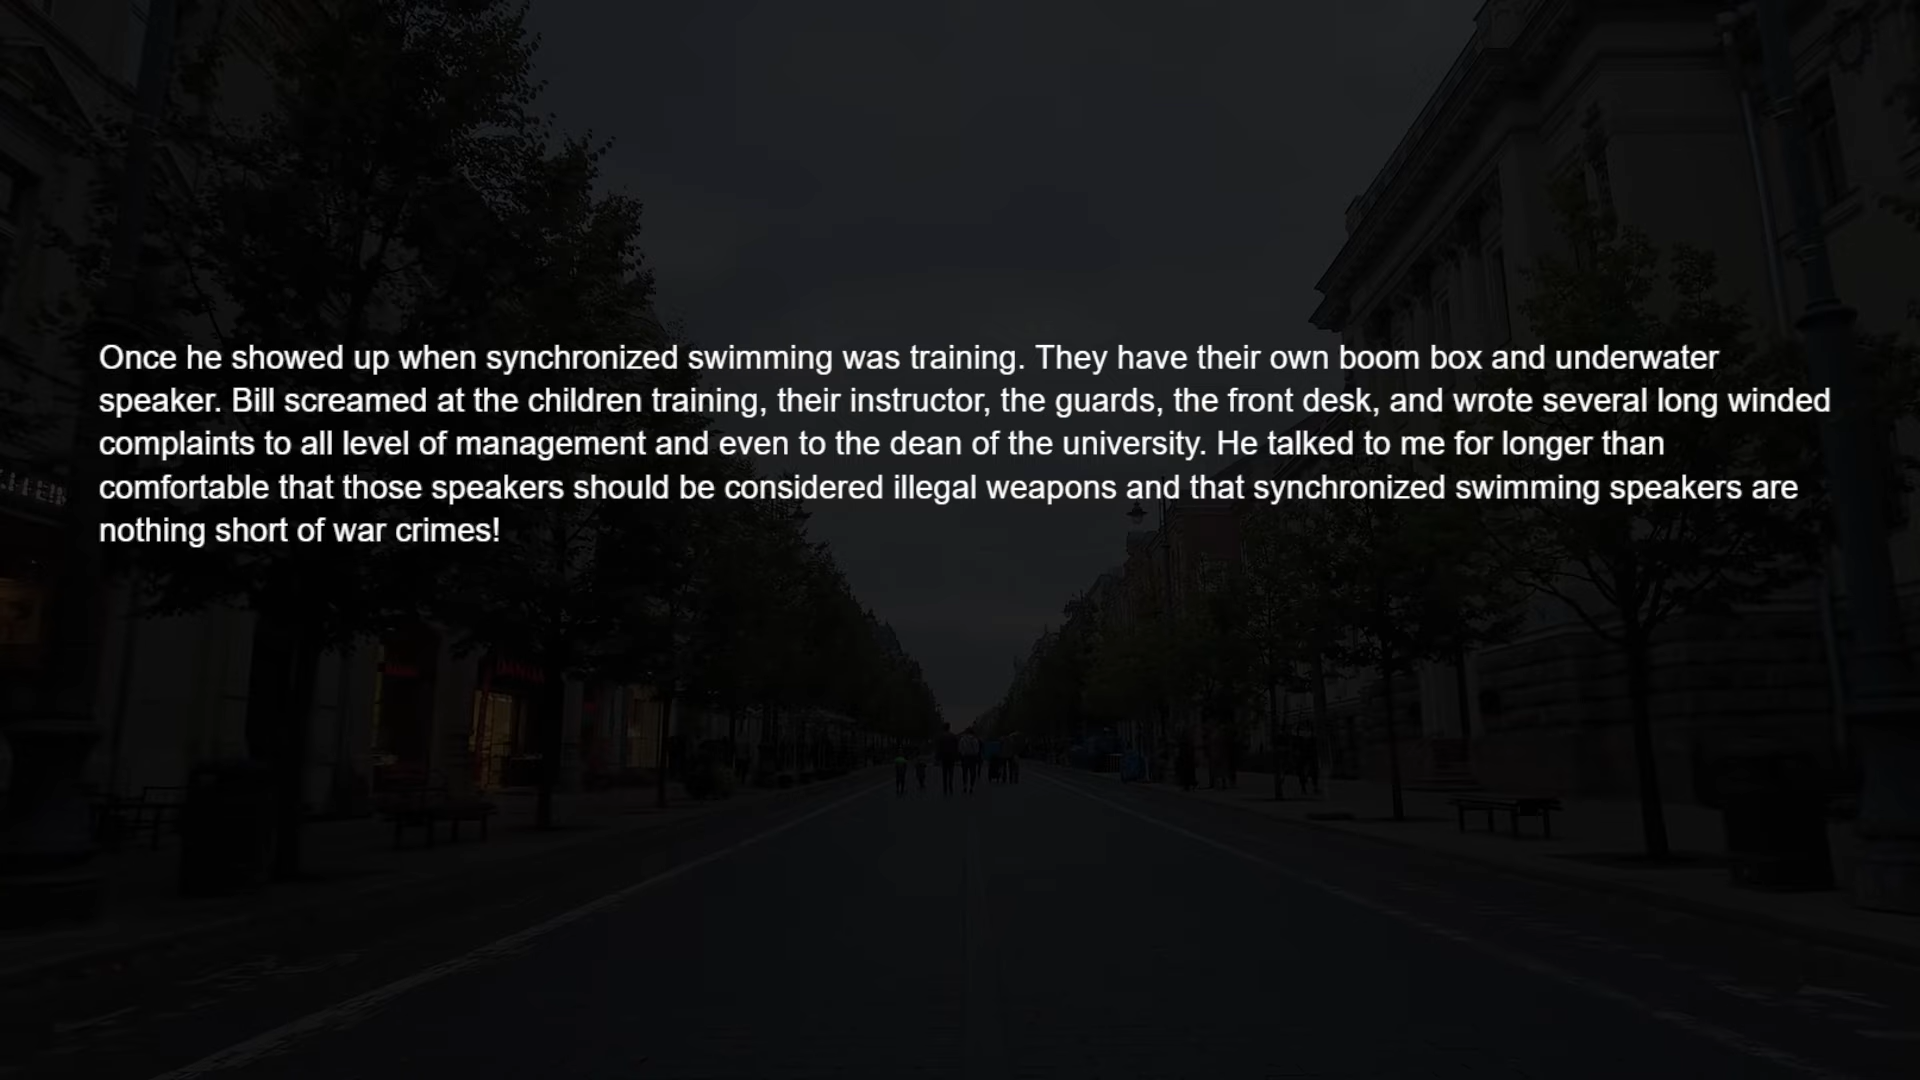 Once he showed up when synchronized swimming was training. They have their own boom box and underwater
speaker. Bill screamed at the children training, their instructor, the guards, the front desk, and wrote several long winded
complaints to all level of management and even to the dean of the university. He talked to me for longer than
comfortable that those speakers should be considered illegal weapons and that synchronized swimming speakers are
nothing short of war crimes!